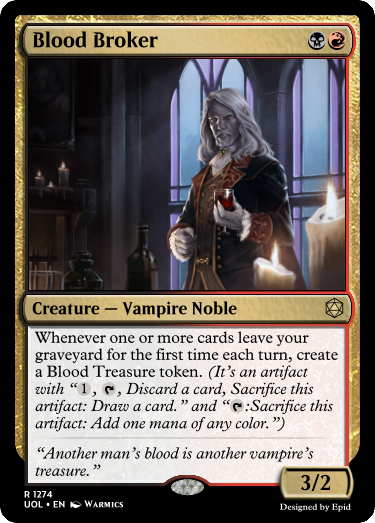 Blood Broker
Creature — Vampire Noble
Whenever one or more cards leave your
graveyard for the first time each turn, create
a Blood Treasure token. (It's an artifact
with “1, T, Discard a card, Sacrifice this
artifact: Draw a card.” and “T:Sacrifice this
artifact: Add one mana of any color.”)
“Another man's blood is another vampire's
treasure.”
3/2
R 1274
UOL • EN Warmics
Designed by Epid